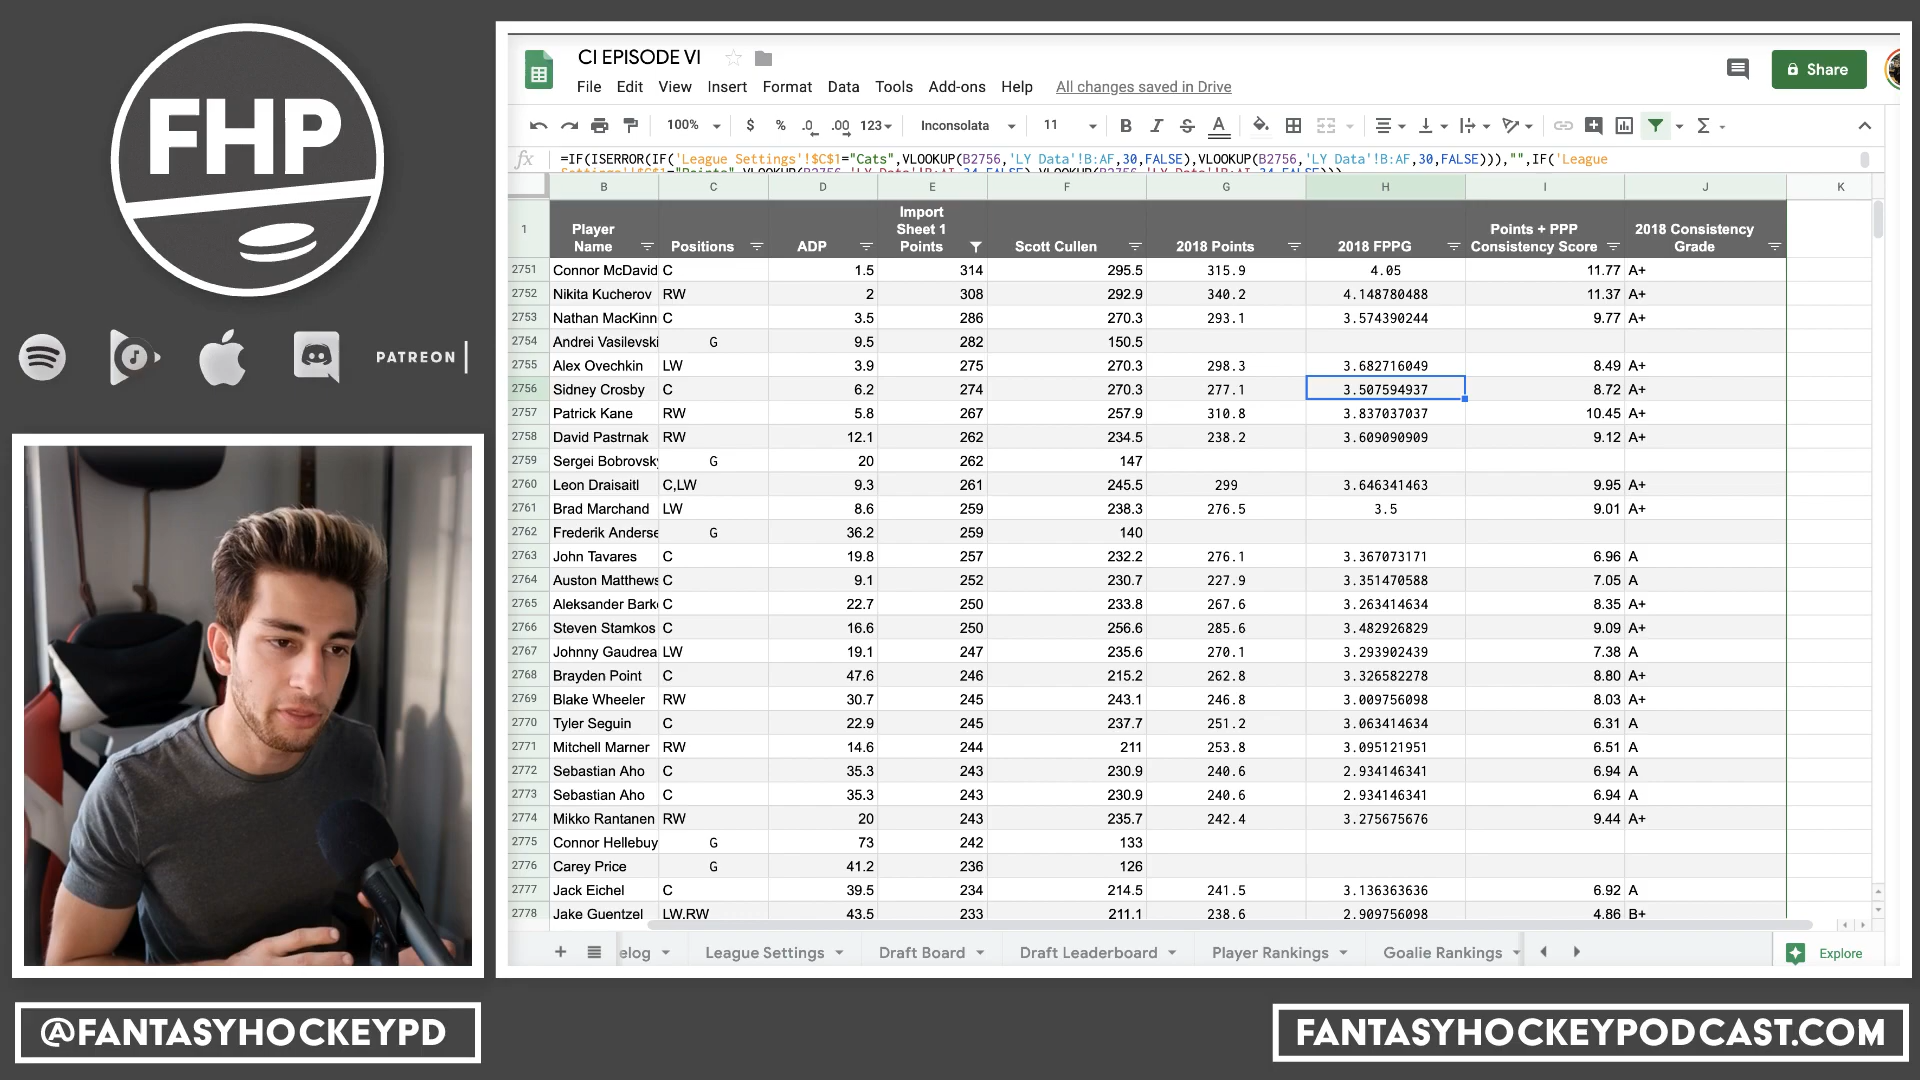 FHP
PATREON
@FANTASYHOCKEYPD
FANTASYHOCKEYPODCAST.COM
CI EPISODE VI
File Edit View Insert Format Data Tools Add-ons Help All changes saved in Drive
Share
100% $ % .0 .00 123 Inconsolata 11 B I S A
fx =IF(ISERROR(IF('League Settings'!$C$1="Cats",VLOOKUP(B2756,'LY Data'!B:AF,30,FALSE),VLOOKUP(B2756,'LY Data'!B:AF,30,FALSE))),"",IF('League
B C D E F G H I J K
1 Player Name Positions ADP Import Sheet 1 Points Scott Cullen 2018 Points 2018 FPPG Points + PPP Consistency Score 2018 Consistency Grade
2751 Connor McDavid C 1.5 314 295.5 315.9 4.05 11.77 A+
2752 Nikita Kucherov RW 2 308 292.9 340.2 4.148780488 11.37 A+
2753 Nathan MacKinn C 3.5 286 270.3 293.1 3.574390244 9.77 A+
2754 Andrei Vasilevski G 9.5 282 150.5
2755 Alex Ovechkin LW 3.9 275 270.3 298.3 3.682716049 8.49 A+
2756 Sidney Crosby C 6.2 274 270.3 277.1 3.507594937 8.72 A+
2757 Patrick Kane RW 5.8 267 257.9 310.8 3.837037037 10.45 A+
2758 David Pastrnak RW 12.1 262 234.5 238.2 3.609090909 9.12 A+
2759 Sergei Bobrovsky G 20 262 147
2760 Leon Draisaitl C,LW 9.3 261 245.5 299 3.646341463 9.95 A+
2761 Brad Marchand LW 8.6 259 238.3 276.5 3.5 9.01 A+
2762 Frederik Anderse G 36.2 259 140
2763 John Tavares C 19.8 257 232.2 276.1 3.367073171 6.96 A
2764 Auston Matthews C 9.1 252 230.7 227.9 3.351470588 7.05 A
2765 Aleksander Bark C 22.7 250 233.8 267.6 3.263414634 8.35 A+
2766 Steven Stamkos C 16.6 250 256.6 285.6 3.482926829 9.09 A+
2767 Johnny Gaudrea LW 19.1 247 235.6 270.1 3.293902439 7.38 A
2768 Brayden Point C 47.6 246 215.2 262.8 3.326582278 8.80 A+
2769 Blake Wheeler RW 30.7 245 243.1 246.8 3.009756098 8.03 A+
2770 Tyler Seguin C 22.9 245 237.7 251.2 3.063414634 6.31 A
2771 Mitchell Marner RW 14.6 244 211 253.8 3.095121951 6.51 A
2772 Sebastian Aho C 35.3 243 230.9 240.6 2.934146341 6.94 A
2773 Sebastian Aho C 35.3 243 230.9 240.6 2.934146341 6.94 A
2774 Mikko Rantanen RW 20 243 235.7 242.4 3.275675676 9.44 A+
2775 Connor Hellebuy G 73 242 133
2776 Carey Price G 41.2 236 126
2777 Jack Eichel C 39.5 234 214.5 241.5 3.136363636 6.92 A
2778 Jake Guentzel LW,RW 43.5 233 211.1 238.6 2.909756098 4.86 B+
elog League Settings Draft Board Draft Leaderboard Player Rankings Goalie Rankings Explore